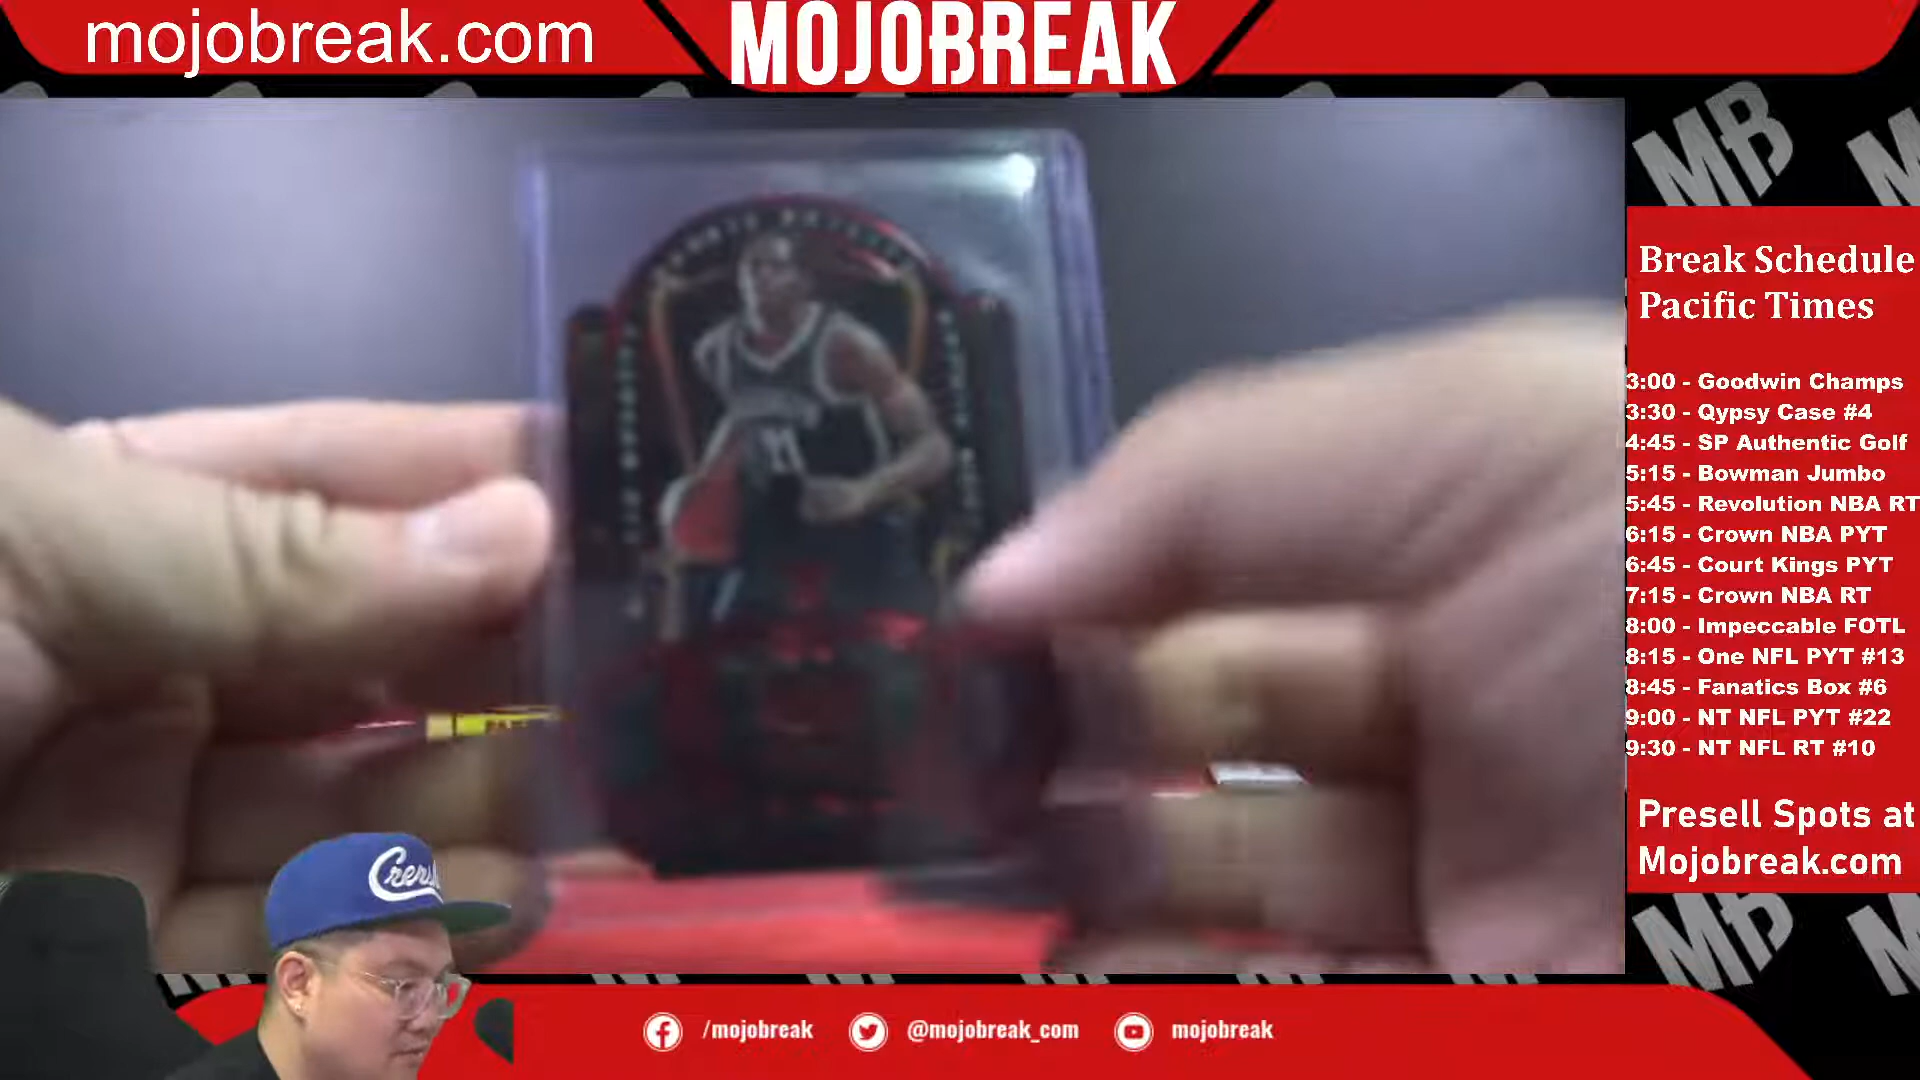 mojobreak.com
MOJOBREAK
Break Schedule
Pacific Times
3:00 - Goodwin Champs
3:30 - Qypsy Case #4
4:45 - SP Authentic Golf
5:15 - Bowman Jumbo
5:45 - Revolution NBA RT
6:15 - Crown NBA PYT
6:45 - Court Kings PYT
7:15 - Crown NBA RT
8:00 - Impeccable FOTL
8:15 - One NFL PYT #13
8:45 - Fanatics Box #6
9:00 - NT NFL PYT #22
9:30 - NT NFL RT #10
Presell Spots at
Mojobreak.com
MB
MB
11
/mojobreak
@mojobreak_com
mojobreak